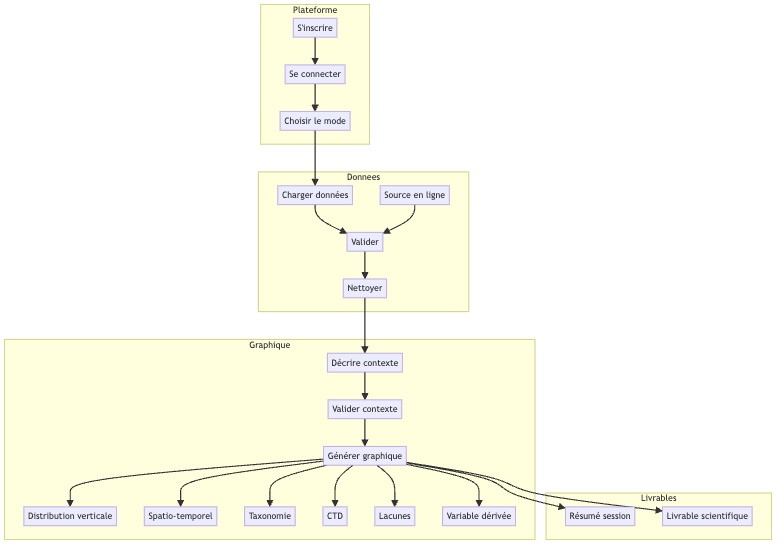 Plateforme
S'inscrire
Se connecter
Choisir le mode
Donnees
Charger données
Source en ligne
Valider
Nettoyer
Graphique
Décrire contexte
Valider contexte
Générer graphique
Livrables
Distribution verticale
Spatio-temporel
Taxonomie
CTD
Lacunes
Variable dérivée
Résumé session
Livrable scientifique